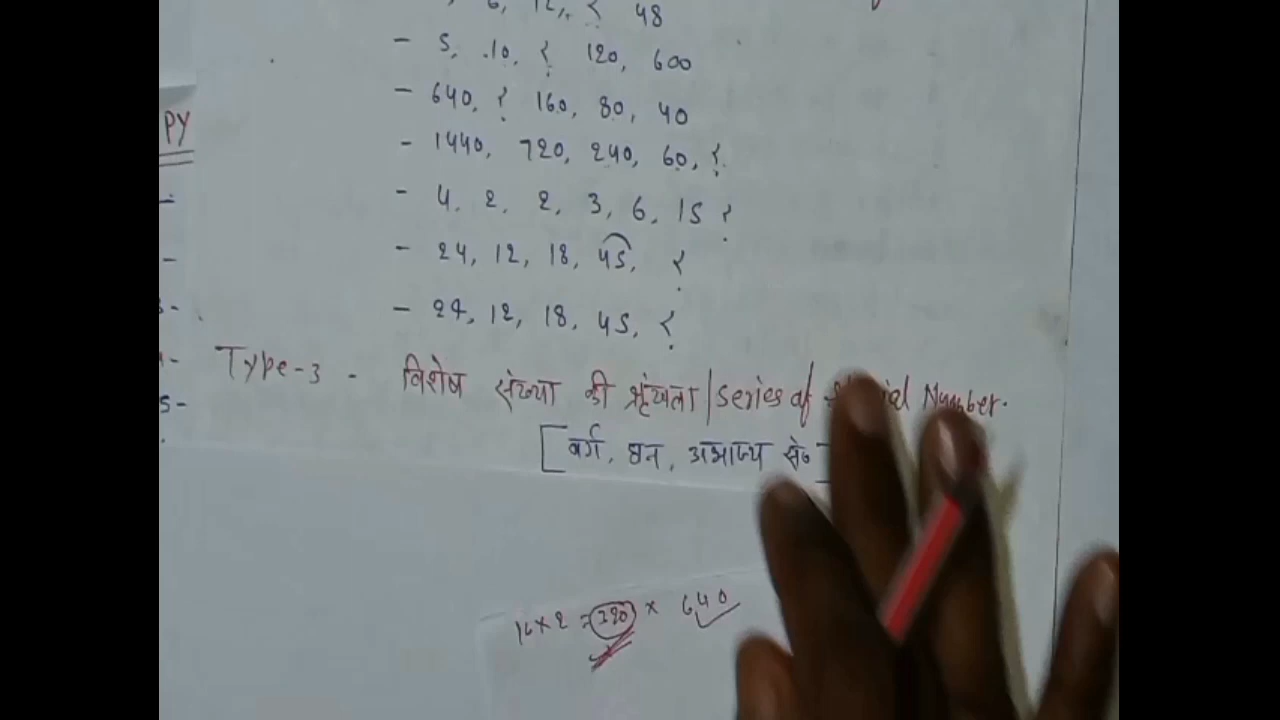 6, 12, ? 48
- 5, 10, ? 120, 600
- 640, ? 160, 80, 40
- 1440, 720, 240, 60, ?
- 4, 2, 2, 3, 6, 15 ?
- 24, 12, 18, 45, ?
- 24, 12, 18, 45, ?
PY
Type-3 - विशेष संख्या की श्रृंखला / Series of Number.
[वर्ग, घन, अभाज्य सं०]
16 × 2 = 320 × 640